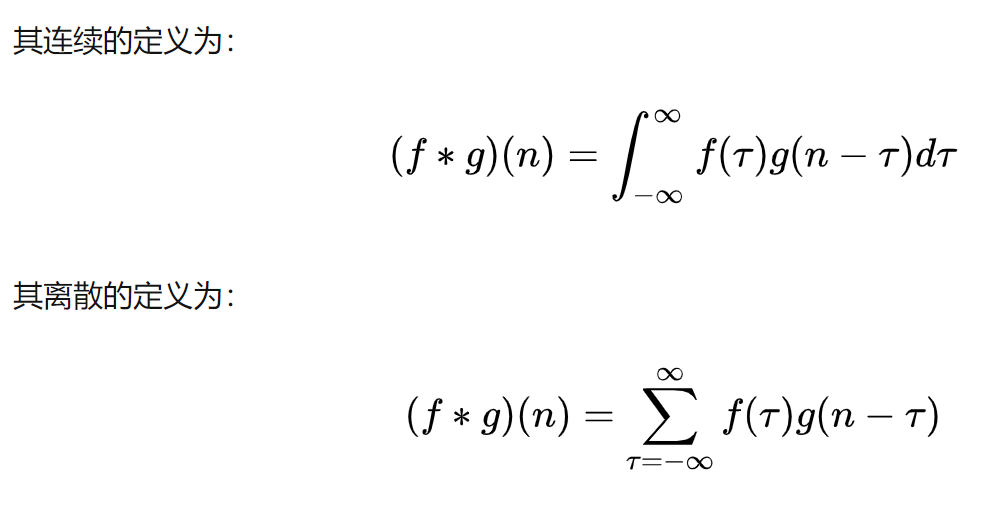 其连续的定义为：
(f ∗ g)(n) = ∫_{−∞}^{∞} f(τ)g(n − τ)dτ
其离散的定义为：
(f ∗ g)(n) = ∑_{τ=−∞}^{∞} f(τ)g(n − τ)